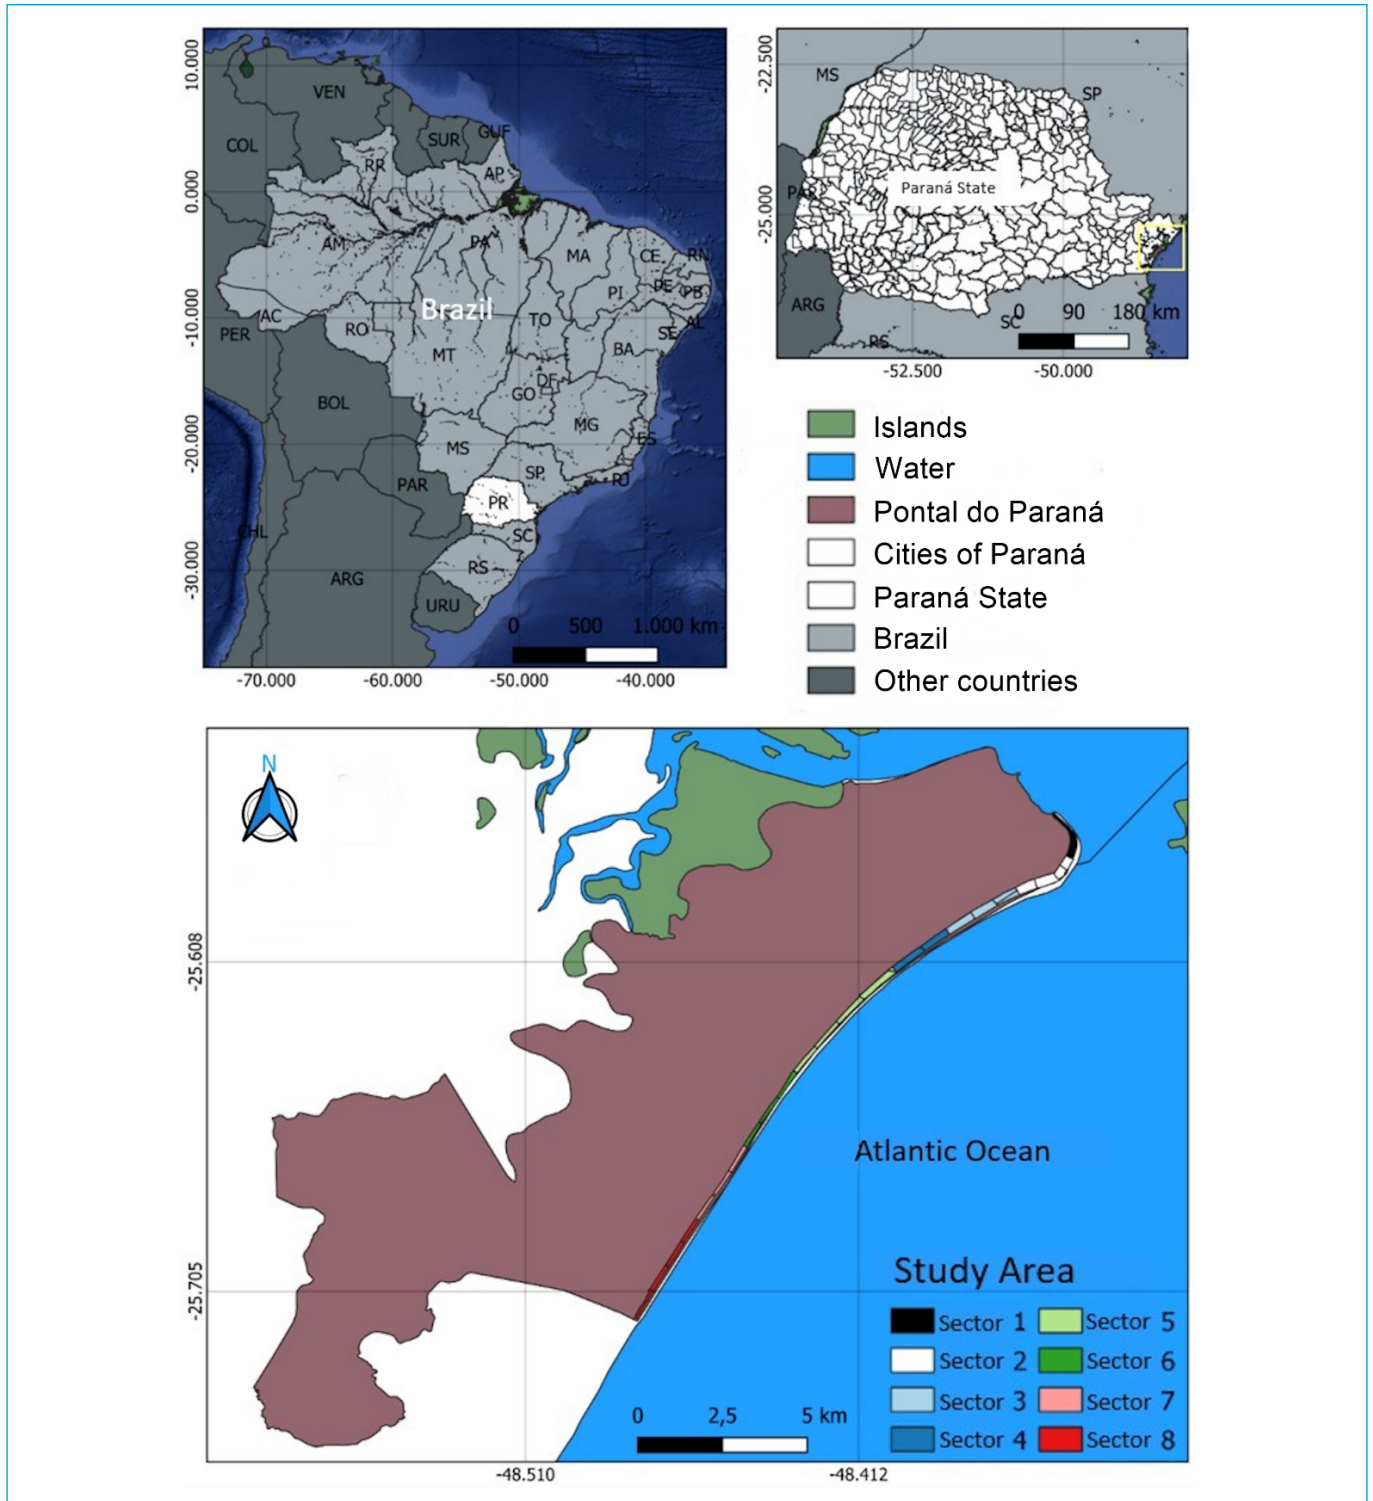 10.000
0.000
-10.000
-20.000
-30.000
VEN
COL
SUR
GUF
RR
AP
AM
PA
MA
CE
RN
PI
PE
PB
AC
RO
Brazil
TO
AL
SE
PER
MT
BA
DF
GO
BOL
MG
MS
ES
SP
RJ
PAR
PR
CHL
SC
ARG
RS
URU
0 500 1.000 km
-70.000 -60.000 -50.000 -40.000
-22.500
-25.000
MS
SP
Paraná State
PAR
ARG
SC
RS
0 90 180 km
-52.500 -50.000
Islands
Water
Pontal do Paraná
Cities of Paraná
Paraná State
Brazil
Other countries
N
-25.608
-25.705
Atlantic Ocean
Study Area
Sector 1 Sector 5
Sector 2 Sector 6
Sector 3 Sector 7
Sector 4 Sector 8
0 2,5 5 km
-48.510 -48.412